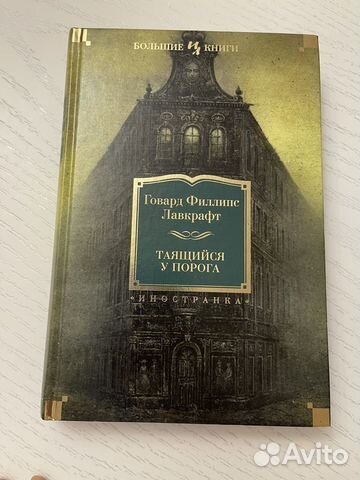 БОЛЬШИЕ КНИГИ
Говард Филлипс
Лавкрафт
ТАЯЩИЙСЯ
У ПОРОГА
«ИНОСТРАНКА»
Avito